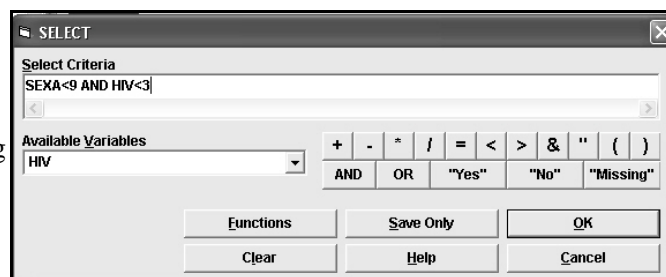 SELECT
Select Criteria
SEXA<9 AND HIV<3
Available Variables
HIV
+ - * / = < > & " ( )
AND OR "Yes" "No" "Missing"
Functions Save Only OK
Clear Help Cancel
g